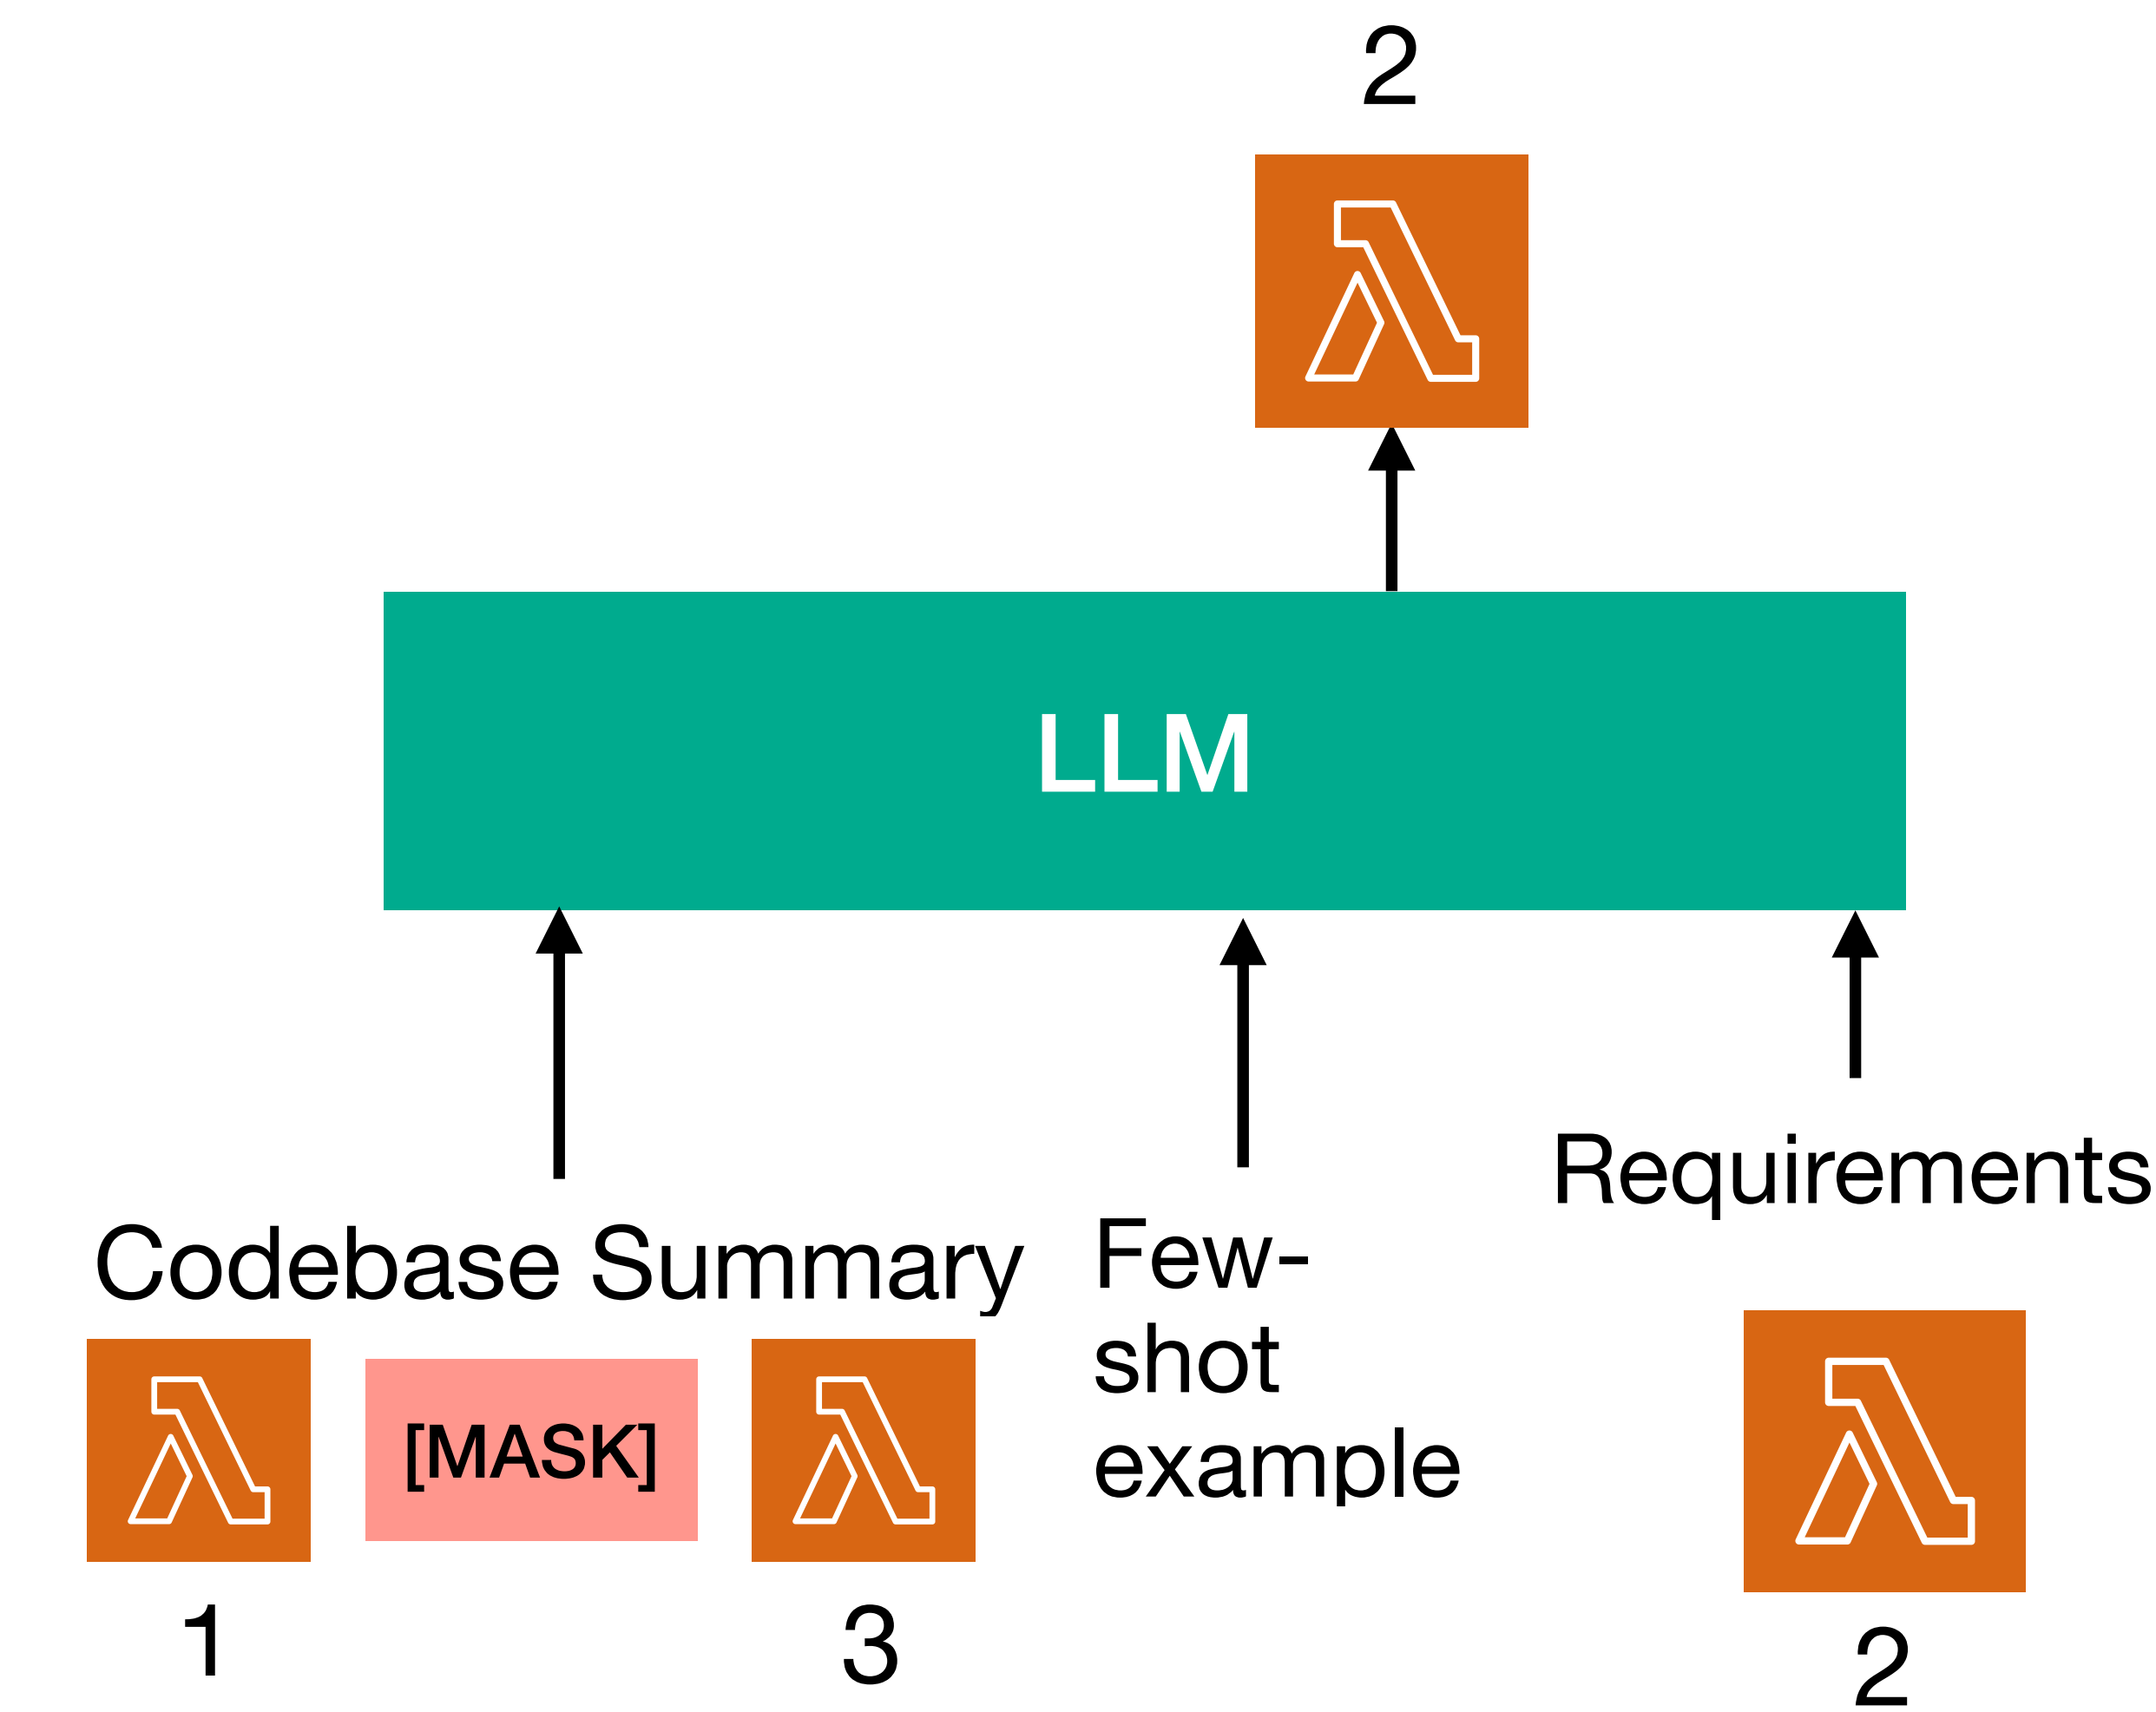 2
LLM
Codebase Summary
[MASK]
1
3
Few-
shot
example
Requirements
2